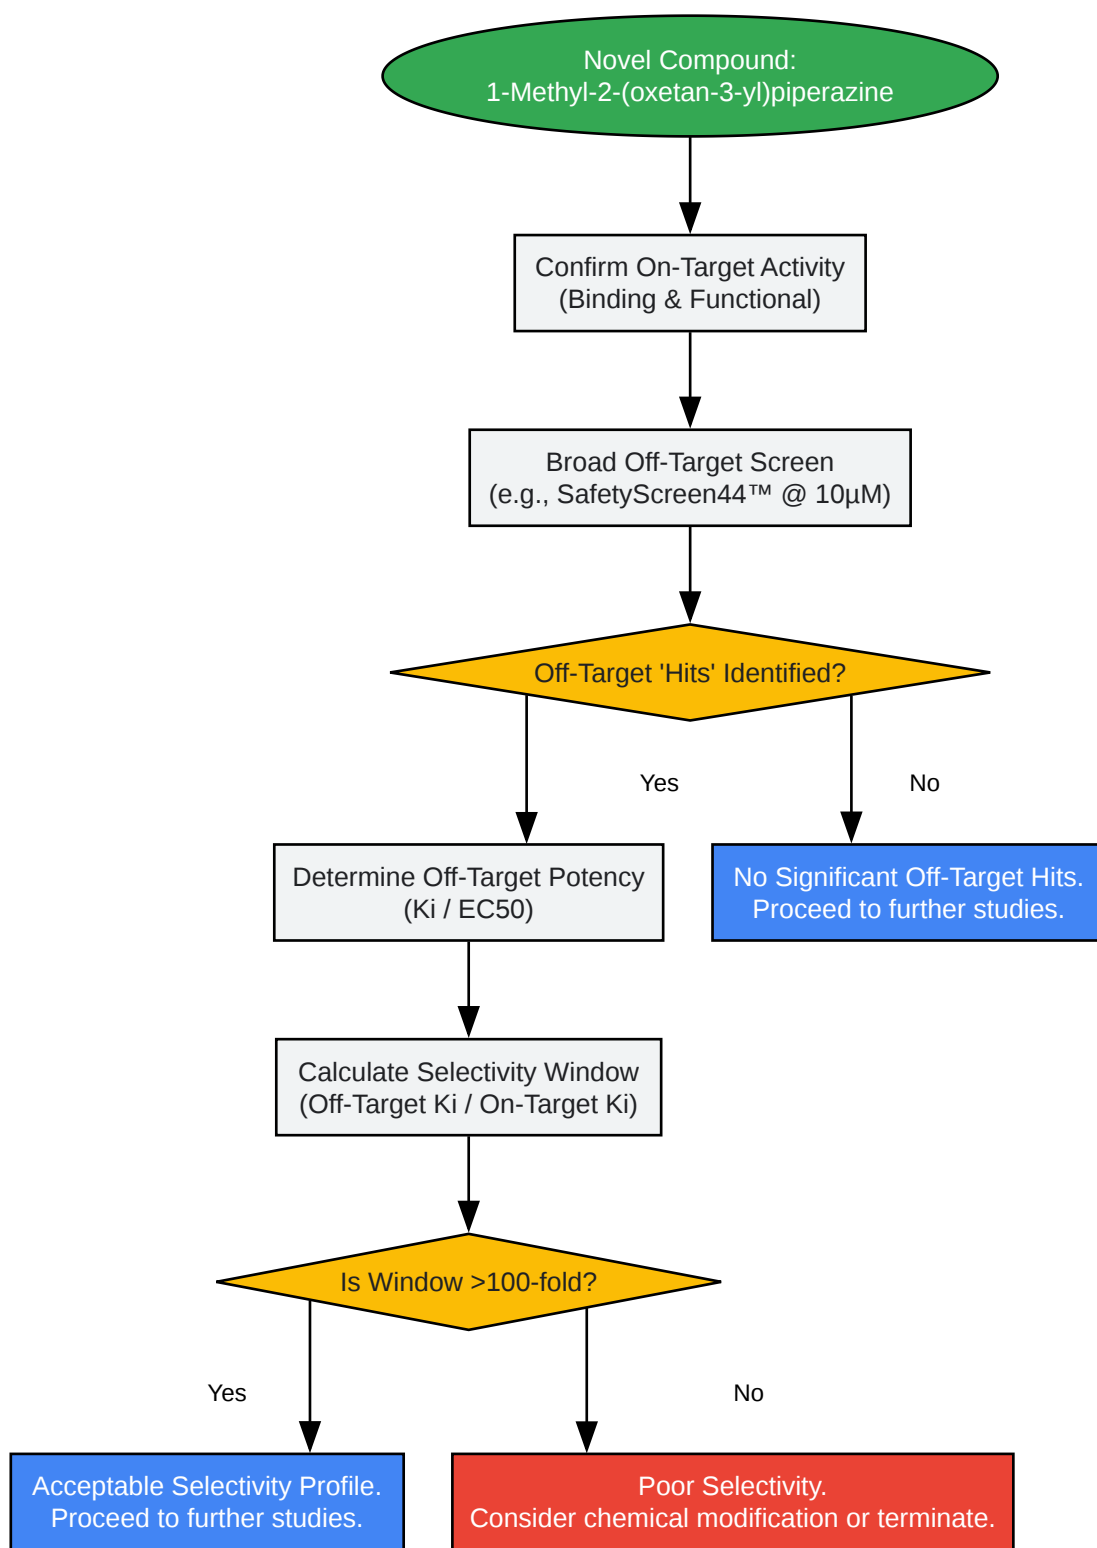 Novel Compound:
1-Methyl-2-(oxetan-3-yl)piperazine
Confirm On-Target Activity
(Binding & Functional)
Broad Off-Target Screen
(e.g., SafetyScreen44™ @ 10µM)
Off-Target 'Hits' Identified?
Yes
No
Determine Off-Target Potency
(Ki / EC50)
No Significant Off-Target Hits.
Proceed to further studies.
Calculate Selectivity Window
(Off-Target Ki / On-Target Ki)
Is Window >100-fold?
Yes
No
Acceptable Selectivity Profile.
Proceed to further studies.
Poor Selectivity.
Consider chemical modification or terminate.